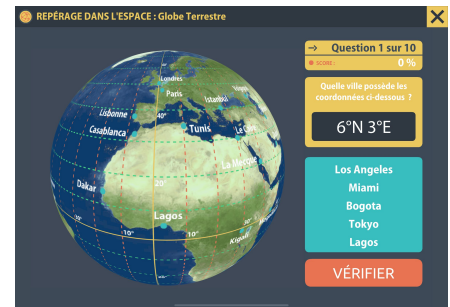 REPÉRAGE DANS L'ESPACE : Globe Terrestre
X
→ Question 1 sur 10
SCORE : 0 %
Quelle ville possède les
coordonnées ci-dessous ?
6°N 3°E
Los Angeles
Miami
Bogota
Tokyo
Lagos
VÉRIFIER
Londres
Paris
Istanbul
Lisbonne
40°
Casablanca
Tunis
Le Caire
La Mecque
Dakar
20°
Lagos
10°
10°
30°
Kigali